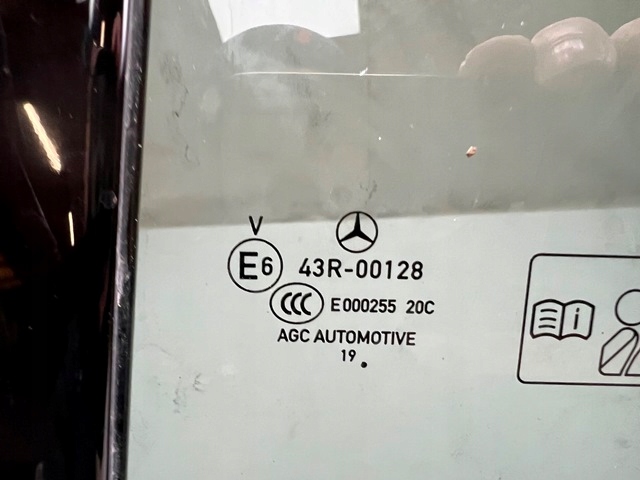 V
E6 43R-00128
CCC E000255 20C
AGC AUTOMOTIVE
19 .
i